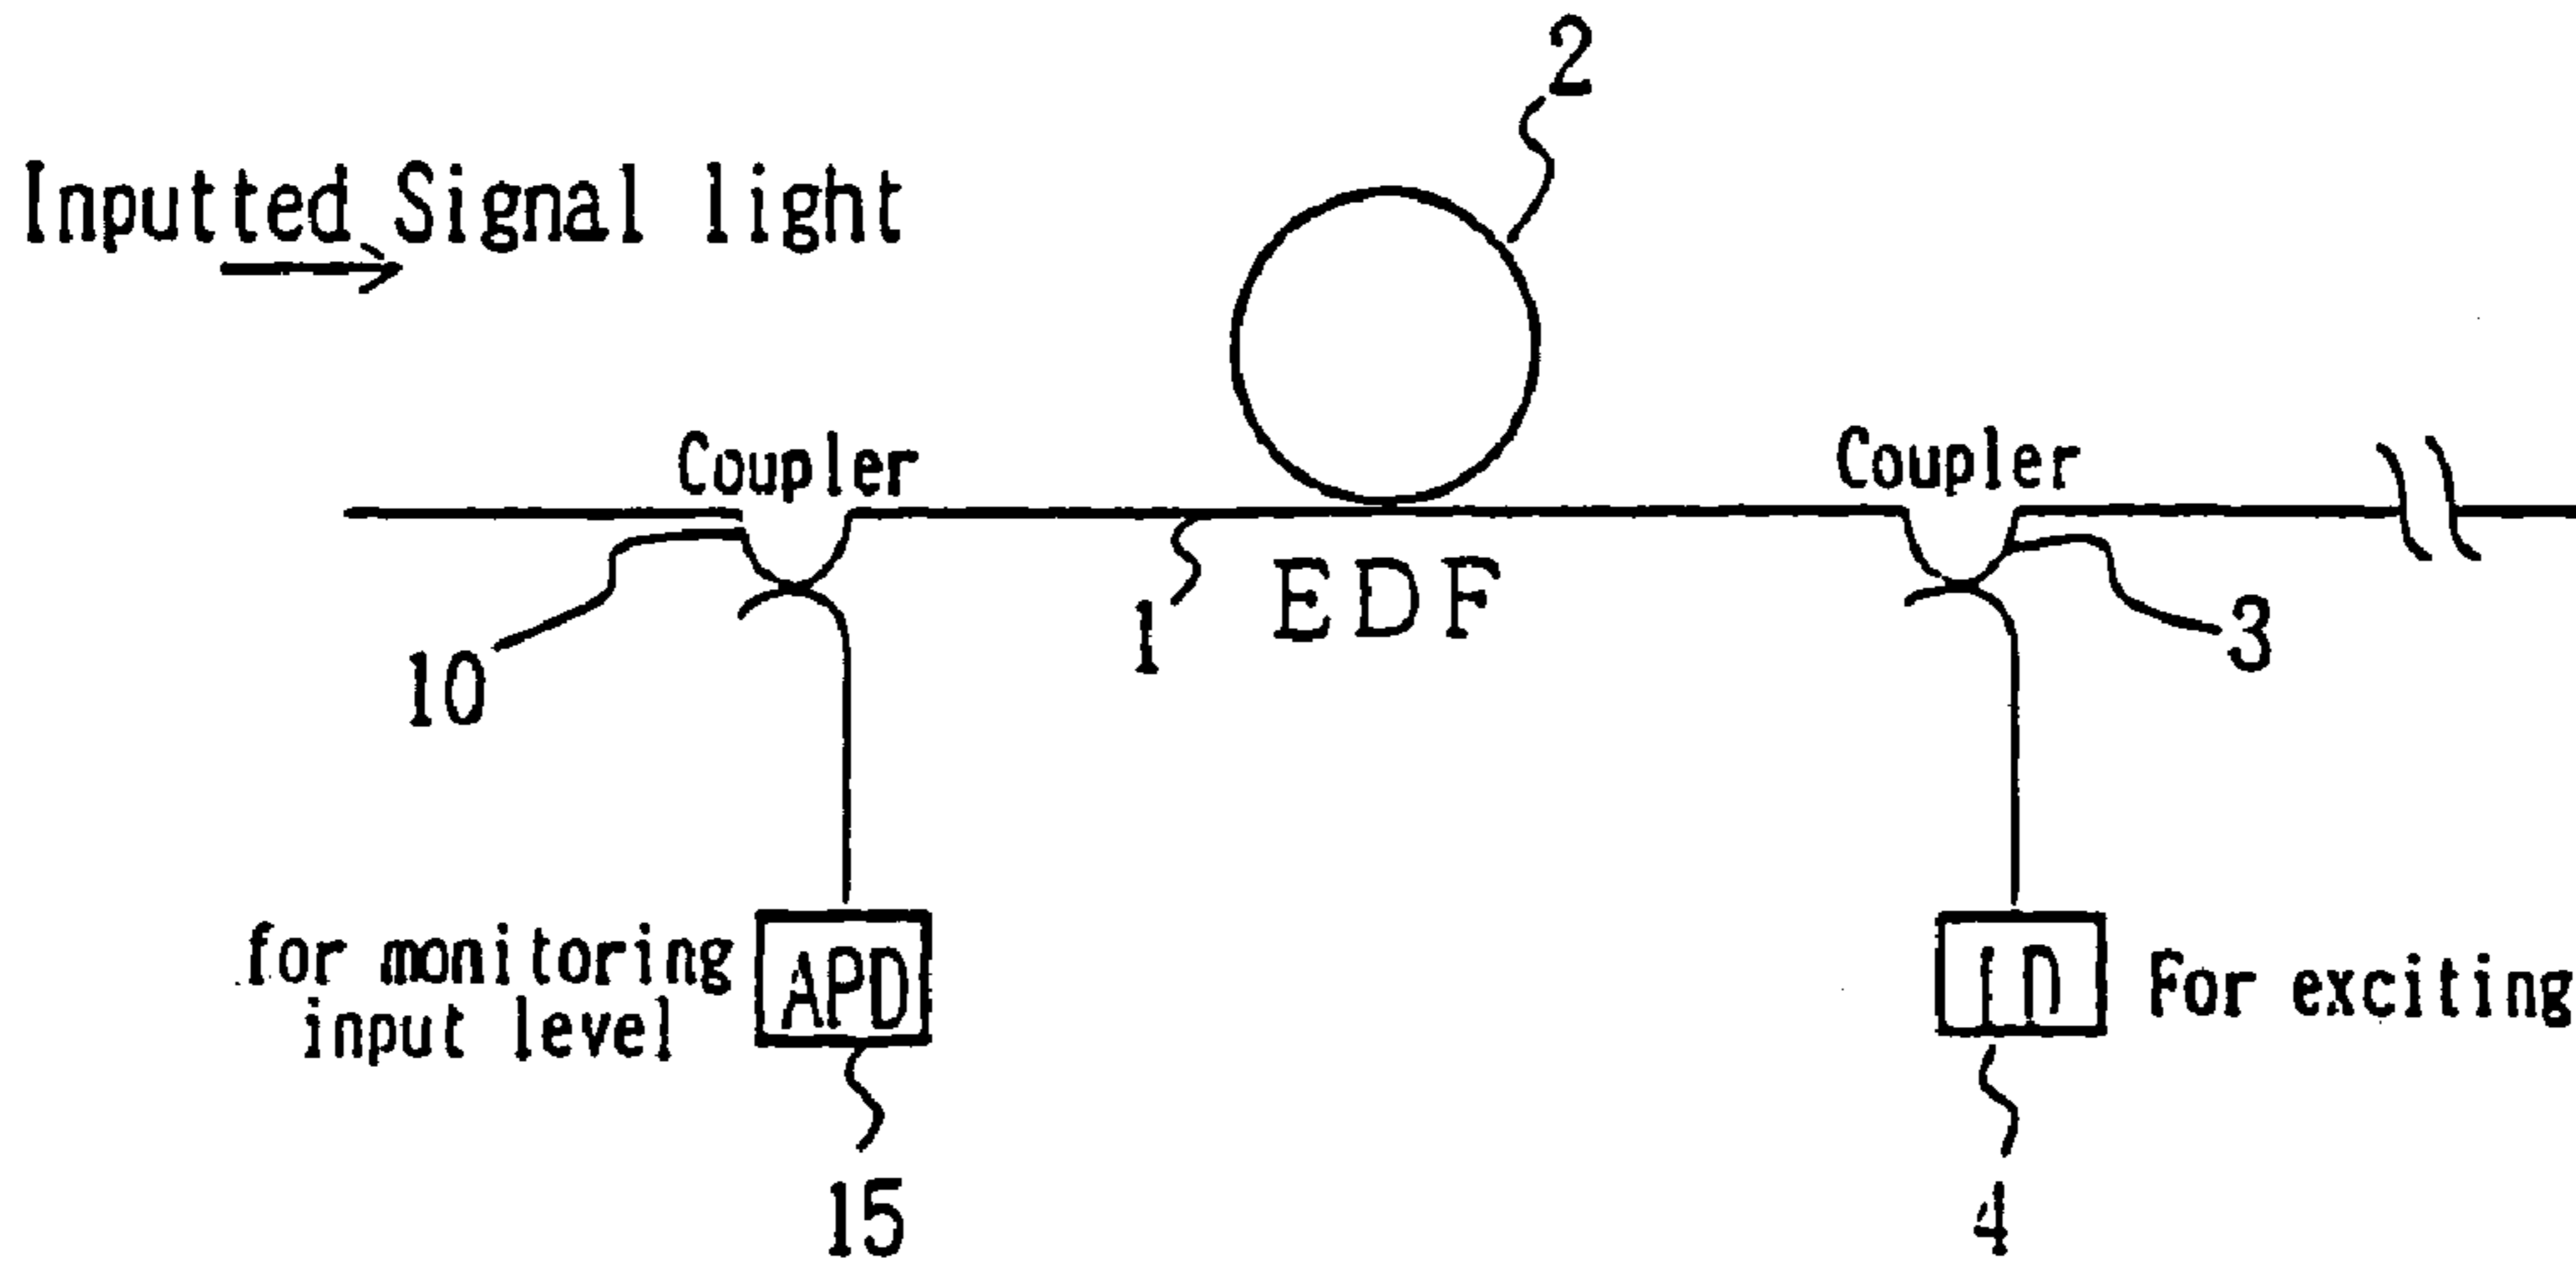 2
Inputted Signal light
Coupler
Coupler
1
EDF
3
10
for monitoring
input level
APD
LD
For exciting
15
4